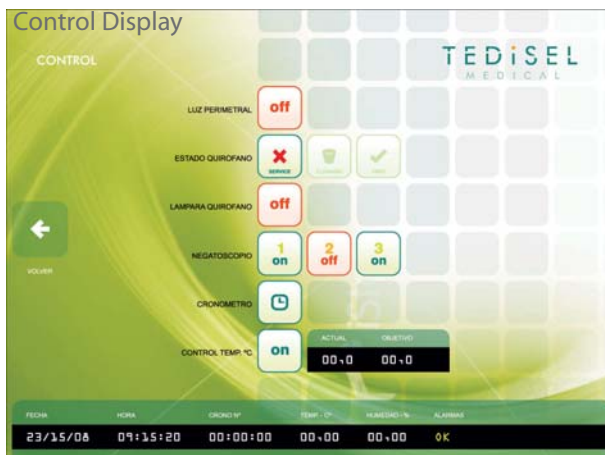 Control Display
CONTROL
TEDISEL
MEDICAL
LUZ PERIMETRAL off
ESTADO QUIROFANO SERVICE
LAMPARA QUIROFANO off
NEGATOSCOPIO 1 on 2 off 3 on
VOLVER
CRONOMETRO
CONTROL TEMP. ºC on
ACTUAL OBJETIVO
00,0 00,0
FECHA HORA CRONO Nº TEMP - Cº HUMEDAD - % ALARMAS
23/15/08 09:15:20 00:00:00 00,00 00,00 OK